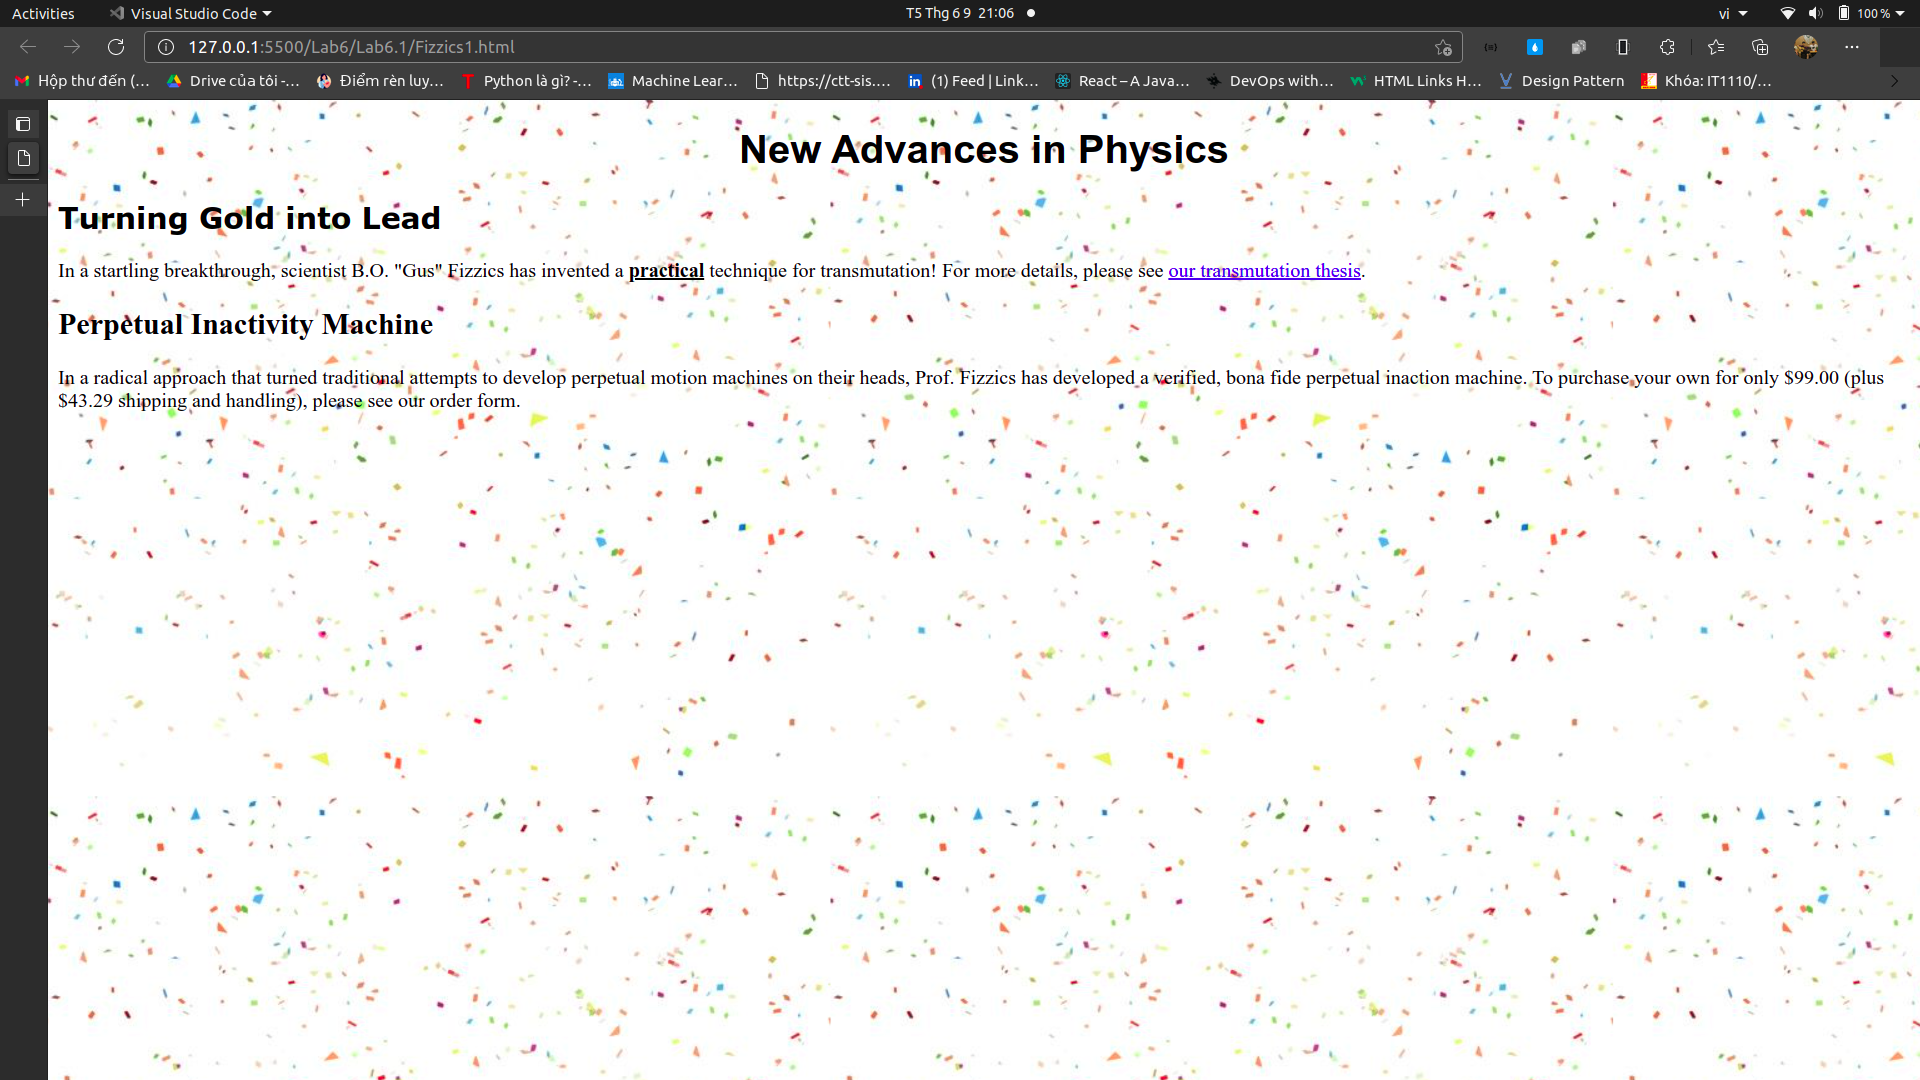 Activities Visual Studio Code T5 Thg 6 9 21:06 vi 100 %
127.0.0.1:5500/Lab6/Lab6.1/Fizzics1.html
Hộp thư đến (... Drive của tôi -... Điểm rèn luy... Python là gì? -... Machine Lear... https://ctt-sis.... (1) Feed | Link... React – A Java... DevOps with... HTML Links H... Design Pattern Khóa: IT1110/...
New Advances in Physics
Turning Gold into Lead
In a startling breakthrough, scientist B.O. "Gus" Fizzics has invented a practical technique for transmutation! For more details, please see our transmutation thesis.
Perpetual Inactivity Machine
In a radical approach that turned traditional attempts to develop perpetual motion machines on their heads, Prof. Fizzics has developed a verified, bona fide perpetual inaction machine. To purchase your own for only $99.00 (plus
$43.29 shipping and handling), please see our order form.